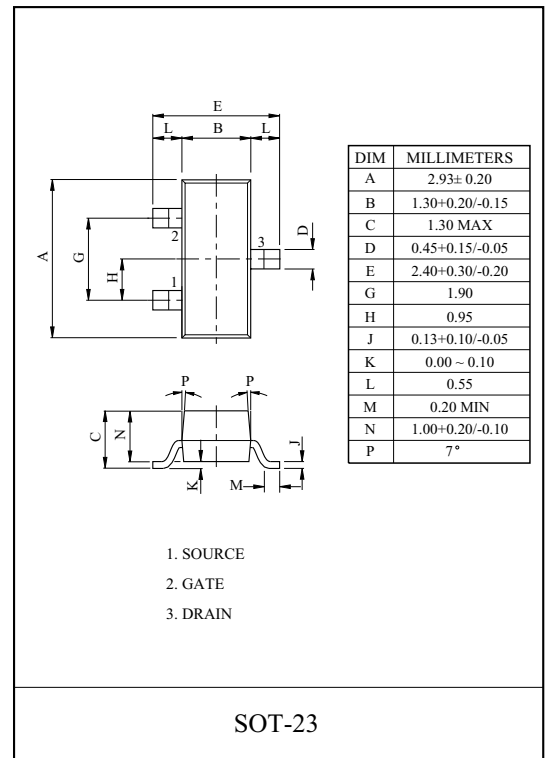 E
L B L
A
G
H
2
1
3
D
DIM MILLIMETERS
A 2.93± 0.20
B 1.30+0.20/-0.15
C 1.30 MAX
D 0.45+0.15/-0.05
E 2.40+0.30/-0.20
G 1.90
H 0.95
J 0.13+0.10/-0.05
K 0.00 ~ 0.10
L 0.55
M 0.20 MIN
N 1.00+0.20/-0.10
P 7°
P P
C
N
K
M
J
1. SOURCE
2. GATE
3. DRAIN
SOT-23